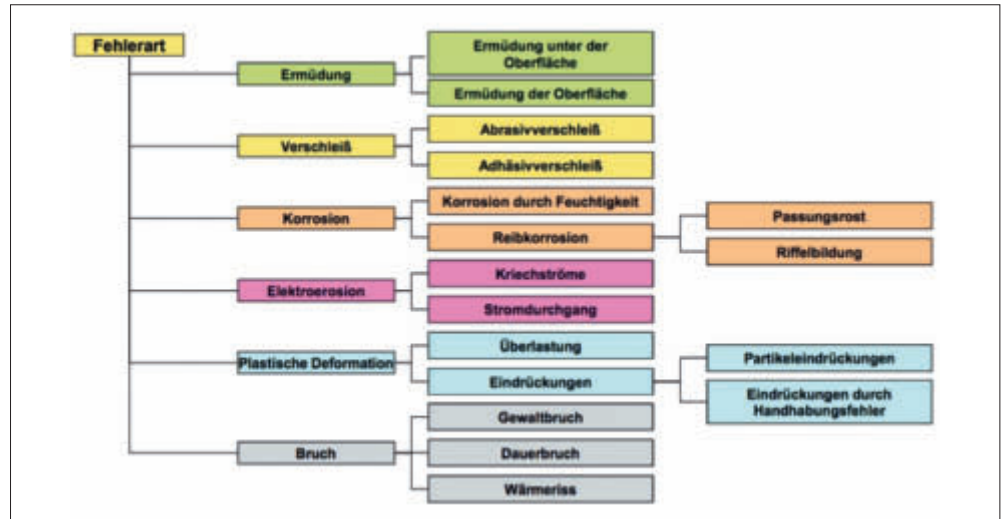 Fehlerart
Ermüdung
Ermüdung unter der
Oberfläche
Ermüdung der Oberfläche
Verschleiß
Abrasivverschleiß
Adhäsivverschleiß
Korrosion
Korrosion durch Feuchtigkeit
Reibkorrosion
Passungsrost
Riffelbildung
Elektroerosion
Kriechströme
Stromdurchgang
Plastische Deformation
Überlastung
Eindrückungen
Partikeleindrückungen
Eindrückungen durch
Handhabungsfehler
Bruch
Gewaltbruch
Dauerbruch
Wärmeriss